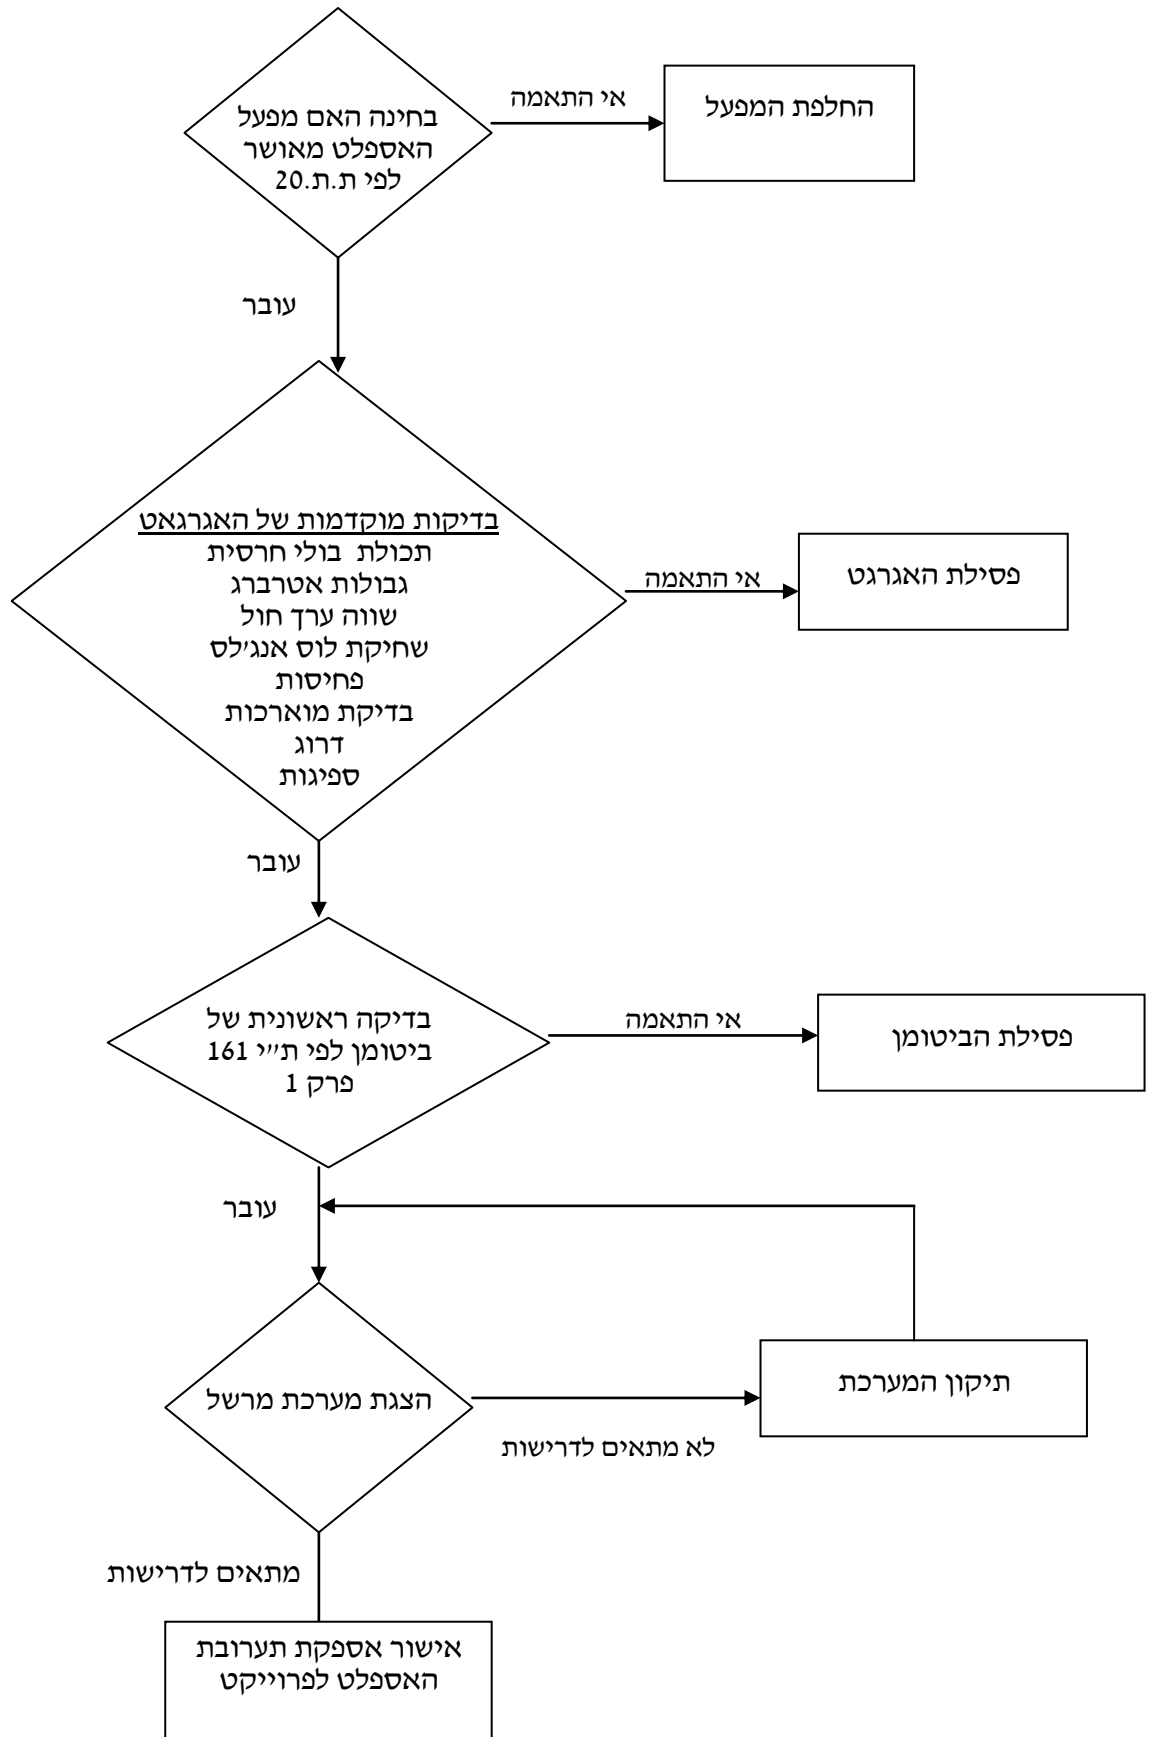 בחינה האם מפעל
האספלט מאושר
לפי ת.ת.20
אי התאמה
החלפת המפעל
עובר
בדיקות מוקדמות של האגרגאט
תכולת בולי חרסית
גבולות אטרברג
שווה ערך חול
שחיקת לוס אנג'לס
פחיסות
בדיקת מוארכות
דרוג
ספיגות
אי התאמה
פסילת האגרגט
עובר
בדיקה ראשונית של
ביטומן לפי ת״י 161
פרק 1
אי התאמה
פסילת הביטומן
עובר
הצגת מערכת מרשל
לא מתאים לדרישות
תיקון המערכת
מתאים לדרישות
אישור אספקת תערובת
האספלט לפרוייקט